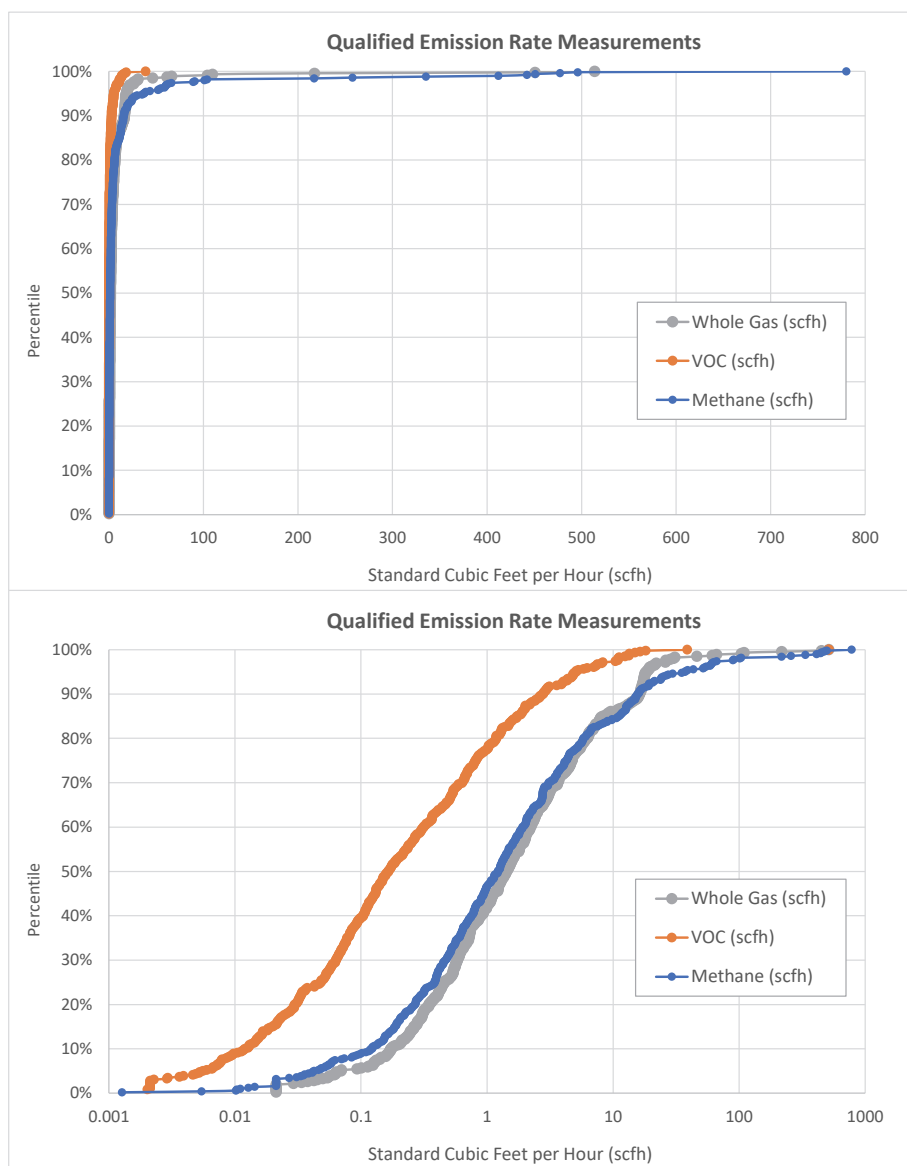 Qualified Emission Rate Measurements
100%
90%
80%
70%
60%
50%
40%
30%
20%
10%
0%
Percentile
Whole Gas (scfh)
VOC (scfh)
Methane (scfh)
0 100 200 300 400 500 600 700 800
Standard Cubic Feet per Hour (scfh)
Qualified Emission Rate Measurements
100%
90%
80%
70%
60%
50%
40%
30%
20%
10%
0%
Percentile
Whole Gas (scfh)
VOC (scfh)
Methane (scfh)
0.001 0.01 0.1 1 10 100 1000
Standard Cubic Feet per Hour (scfh)